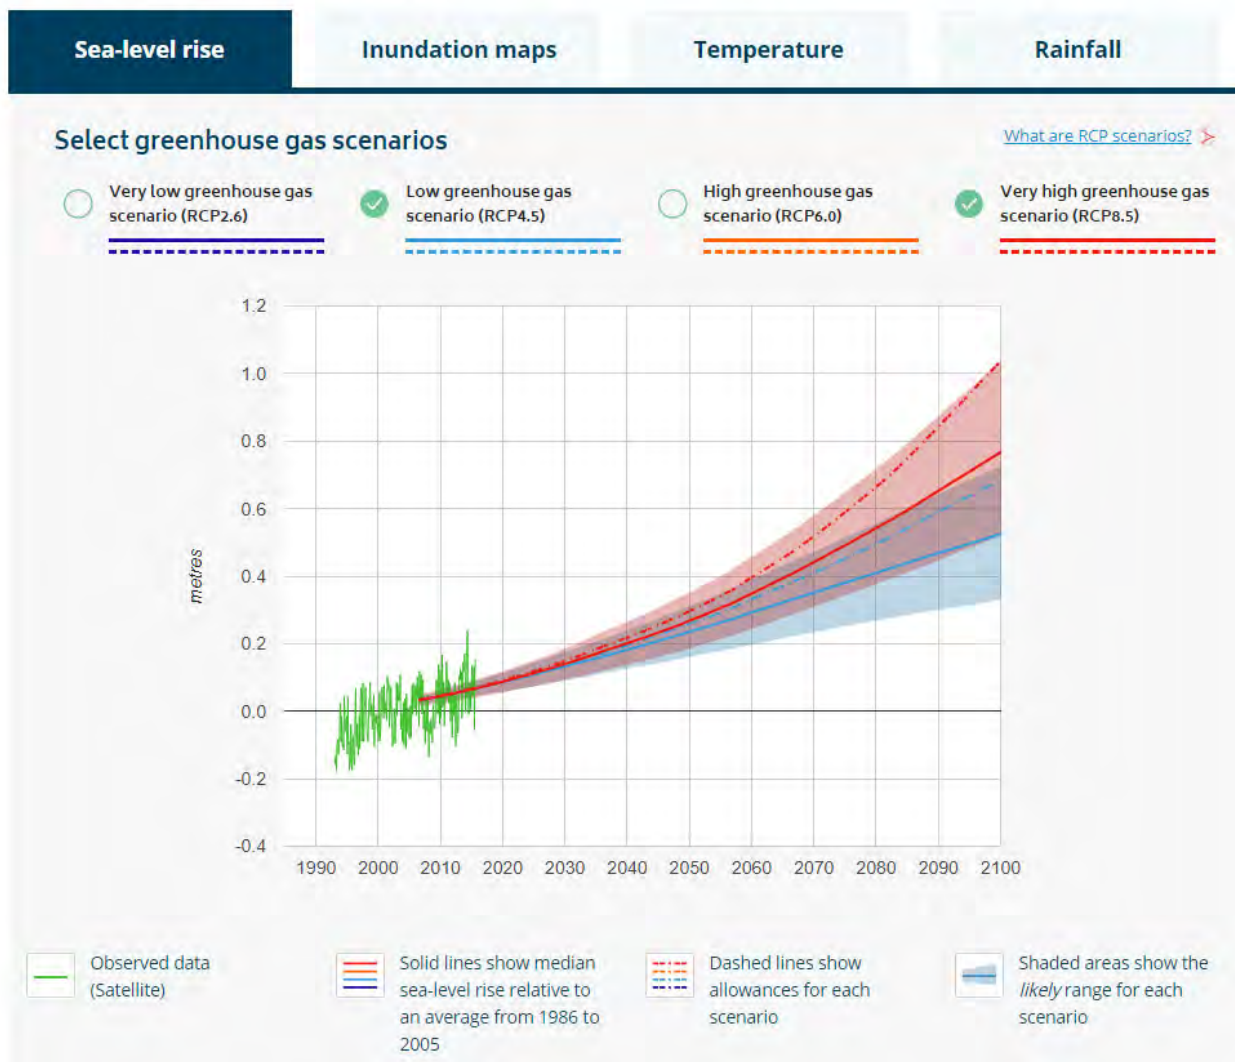 Sea-level rise
Inundation maps
Temperature
Rainfall
Select greenhouse gas scenarios
What are RCP scenarios?
Very low greenhouse gas
scenario (RCP2.6)
Low greenhouse gas
scenario (RCP4.5)
High greenhouse gas
scenario (RCP6.0)
Very high greenhouse gas
scenario (RCP8.5)
1.2
1.0
0.8
0.6
0.4
0.2
0.0
-0.2
-0.4
metres
1990 2000 2010 2020 2030 2040 2050 2060 2070 2080 2090 2100
Observed data
(Satellite)
Solid lines show median
sea-level rise relative to
an average from 1986 to
2005
Dashed lines show
allowances for each
scenario
Shaded areas show the
likely range for each
scenario